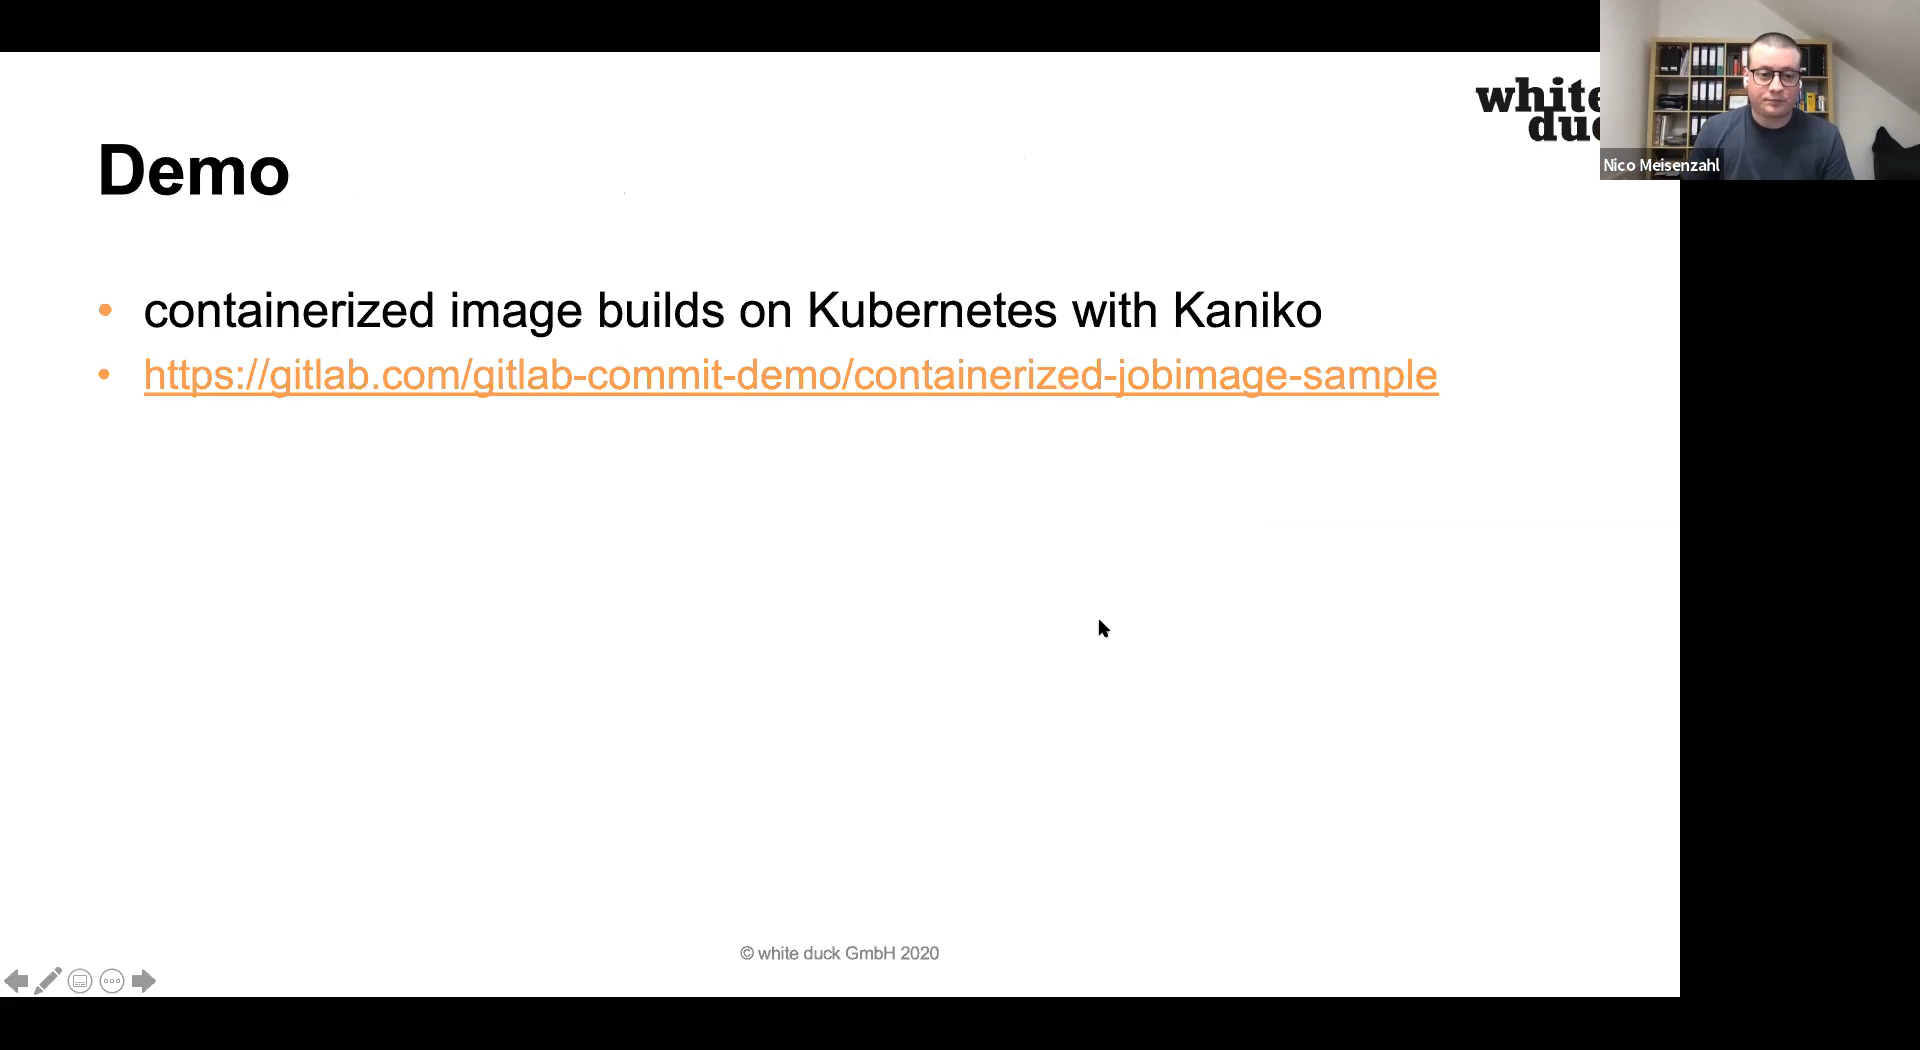 white
Demo
Nico Meisenzahl
• containerized image builds on Kubernetes with Kaniko
• https://gitlab.com/gitlab-commit-demo/containerized-jobimage-sample
© white duck GmbH 2020